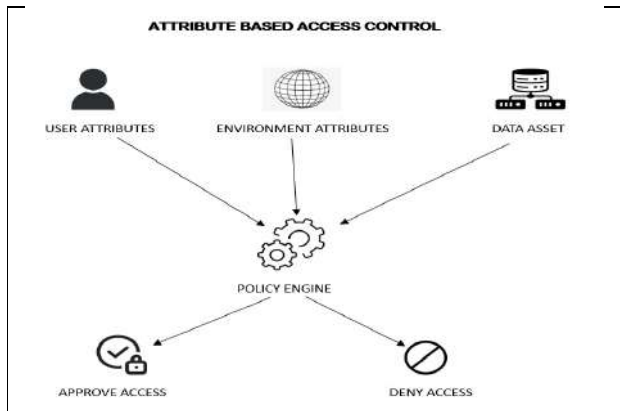 ATTRIBUTE BASED ACCESS CONTROL
USER ATTRIBUTES
ENVIRONMENT ATTRIBUTES
DATA ASSET
POLICY ENGINE
APPROVE ACCESS
DENY ACCESS